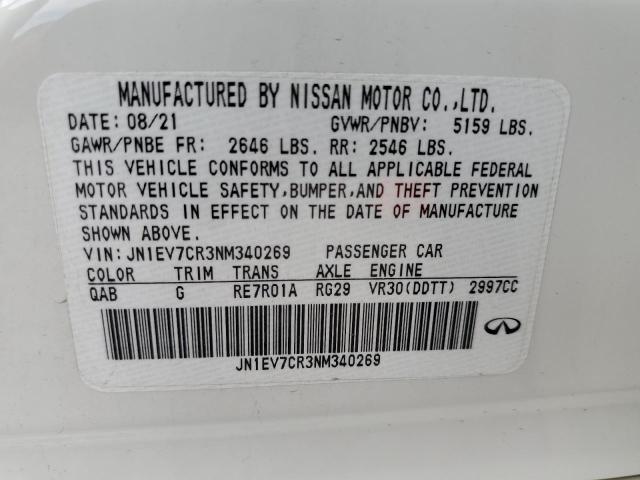 MANUFACTURED BY NISSAN MOTOR CO.,LTD.
DATE: 08/21 GVWR/PNBV: 5159 LBS.
GAWR/PNBE FR: 2646 LBS. RR: 2546 LBS.
THIS VEHICLE CONFORMS TO ALL APPLICABLE FEDERAL
MOTOR VEHICLE SAFETY,BUMPER,AND THEFT PREVENTION
STANDARDS IN EFFECT ON THE DATE OF MANUFACTURE
SHOWN ABOVE.
VIN: JN1EV7CR3NM340269 PASSENGER CAR
COLOR TRIM TRANS AXLE ENGINE
QAB G RE7R01A RG29 VR30(DDTT) 2997CC
JN1EV7CR3NM340269